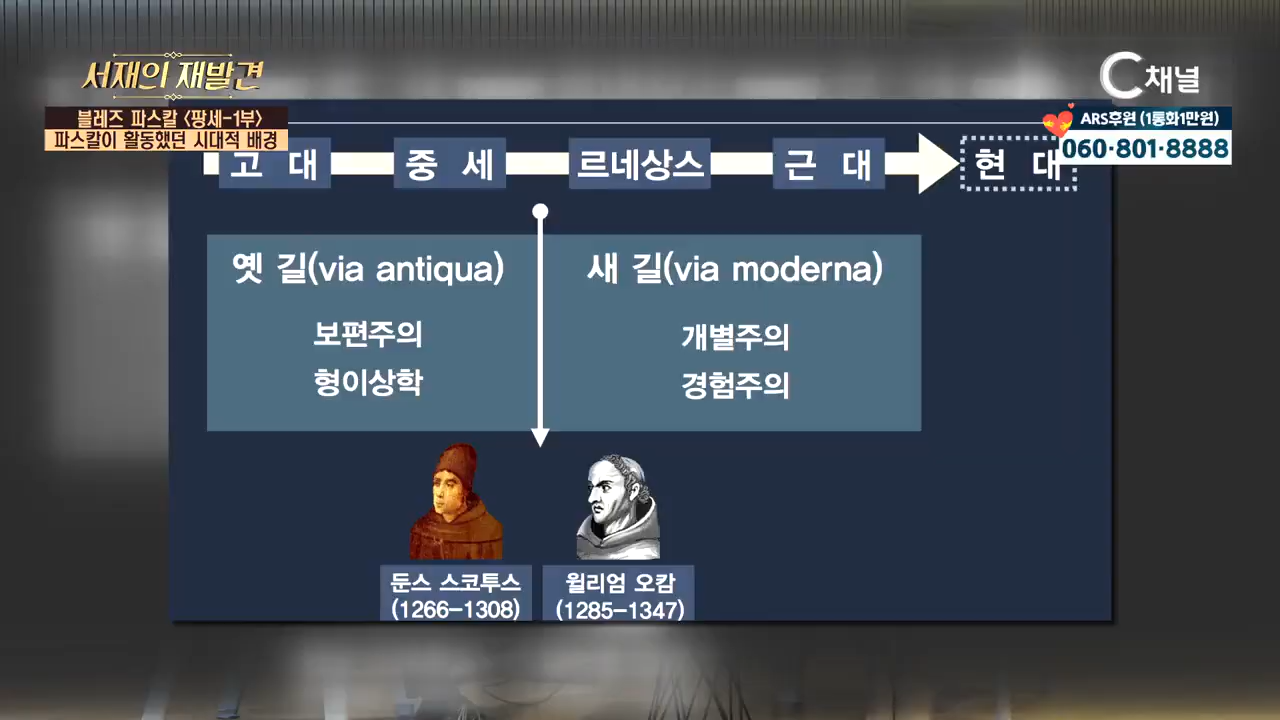 서재의 재발견
C채널
블레즈 파스칼 〈팡세-1부〉
파스칼이 활동했던 시대적 배경
ARS후원 (1통화1만원)
060·801·8888
고 대
중 세
르네상스
근 대
현 대
옛 길(via antiqua)
새 길(via moderna)
보편주의
개별주의
형이상학
경험주의
둔스 스코투스
(1266-1308)
윌리엄 오캄
(1285-1347)